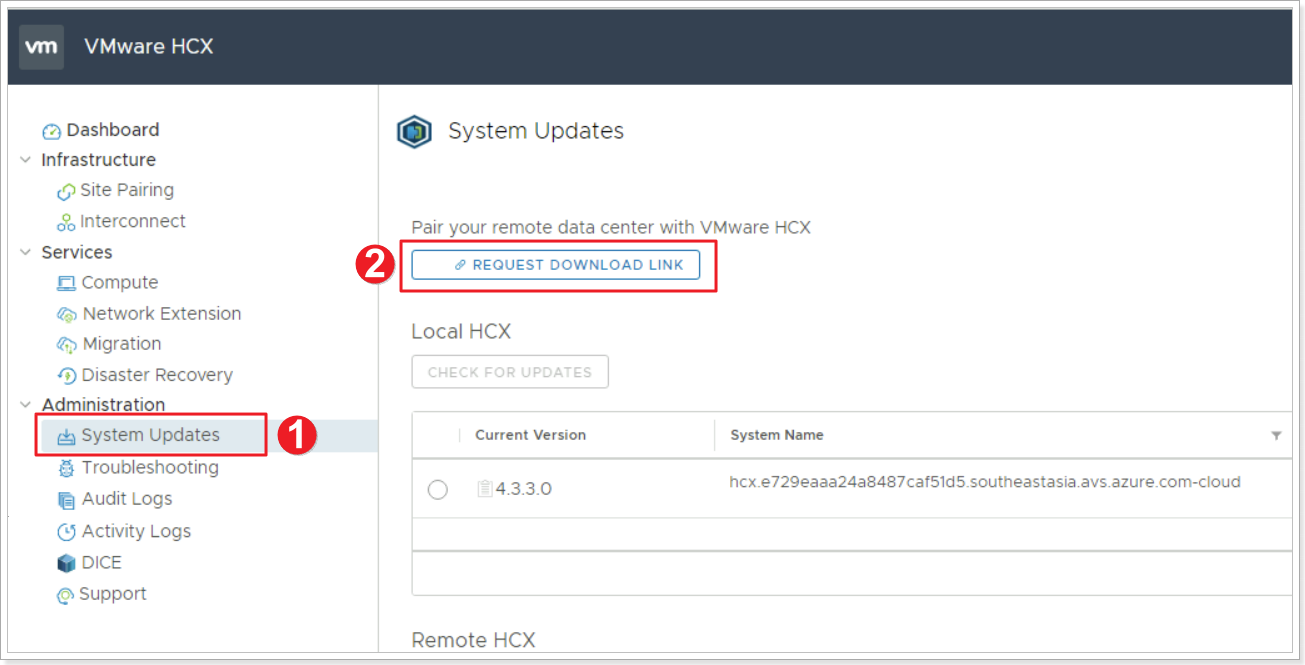 vm VMware HCX
Dashboard
Infrastructure
Site Pairing
Interconnect
Services
Compute
Network Extension
Migration
Disaster Recovery
Administration
System Updates
1
Troubleshooting
Audit Logs
Activity Logs
DICE
Support
System Updates
Pair your remote data center with VMware HCX
2
REQUEST DOWNLOAD LINK
Local HCX
CHECK FOR UPDATES
Current Version System Name
4.3.3.0 hcx.e729eaaa24a8487caf51d5.southeastasia.avs.azure.com-cloud
Remote HCX